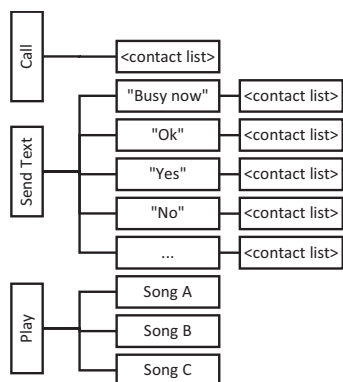 Call
<contact list>
Send Text
"Busy now" <contact list>
"Ok" <contact list>
"Yes" <contact list>
"No" <contact list>
... <contact list>
Play
Song A
Song B
Song C